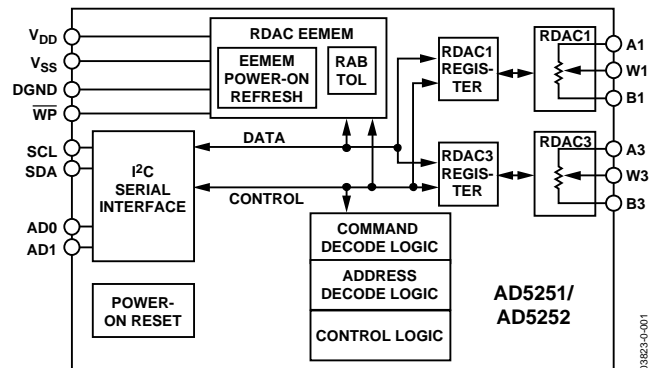 VDD
VSS
DGND
WP
SCL
SDA
AD0
AD1
RDAC EEMEM
EEMEM
POWER-ON
REFRESH
RAB
TOL
DATA
I2C
SERIAL
INTERFACE
CONTROL
POWER-
ON RESET
COMMAND
DECODE LOGIC
ADDRESS
DECODE LOGIC
CONTROL LOGIC
RDAC1
REGIS-
TER
RDAC3
REGIS-
TER
RDAC1
A1
W1
B1
RDAC3
A3
W3
B3
AD5251/
AD5252
03823-0-001